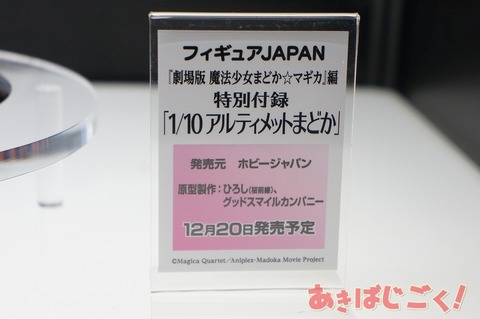 フィギュアJAPAN
『劇場版 魔法少女まどか☆マギカ』編
特別付録
「1/10 アルティメットまどか」
発売元　ホビージャパン
原型製作：ひろし(桜前線)、
グッドスマイルカンパニー
12月20日発売予定
©Magica Quartet/Aniplex・Madoka Movie Project
あきばじごく!